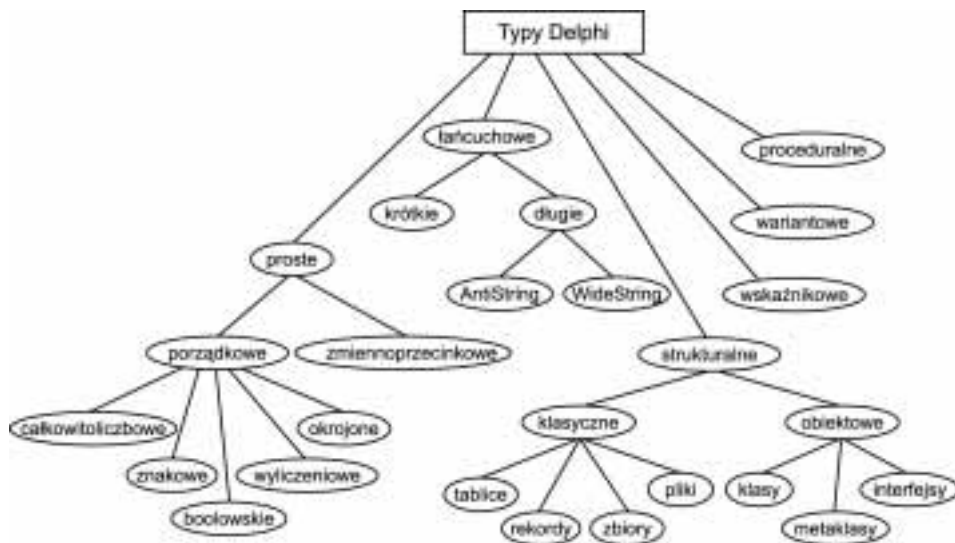 Typy Delphi
łańcuchowe
proceduralne
krótkie
długie
wariantowe
proste
AntiString
WideString
wskaźnikowe
porządkowe
zmiennoprzecinkowe
strukturalne
całkowitoliczbowe
okrojone
klasyczne
obiektowe
znakowe
wyliczeniowe
tablice
pliki
klasy
interfejsy
boolowskie
rekordy
zbiory
metaklasy